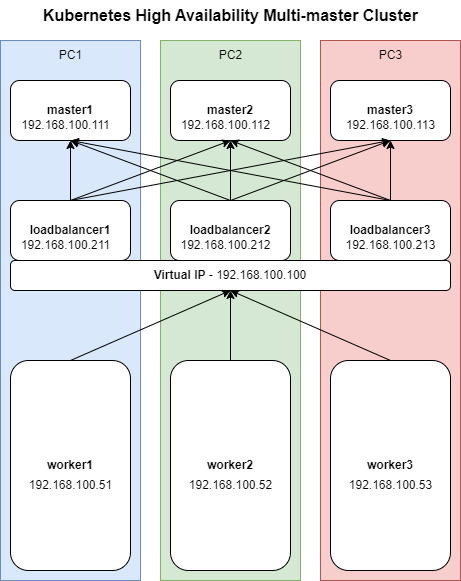 Kubernetes High Availability Multi-master Cluster
PC1
PC2
PC3
master1
192.168.100.111
master2
192.168.100.112
master3
192.168.100.113
loadbalancer1
192.168.100.211
loadbalancer2
192.168.100.212
loadbalancer3
192.168.100.213
Virtual IP - 192.168.100.100
worker1
192.168.100.51
worker2
192.168.100.52
worker3
192.168.100.53